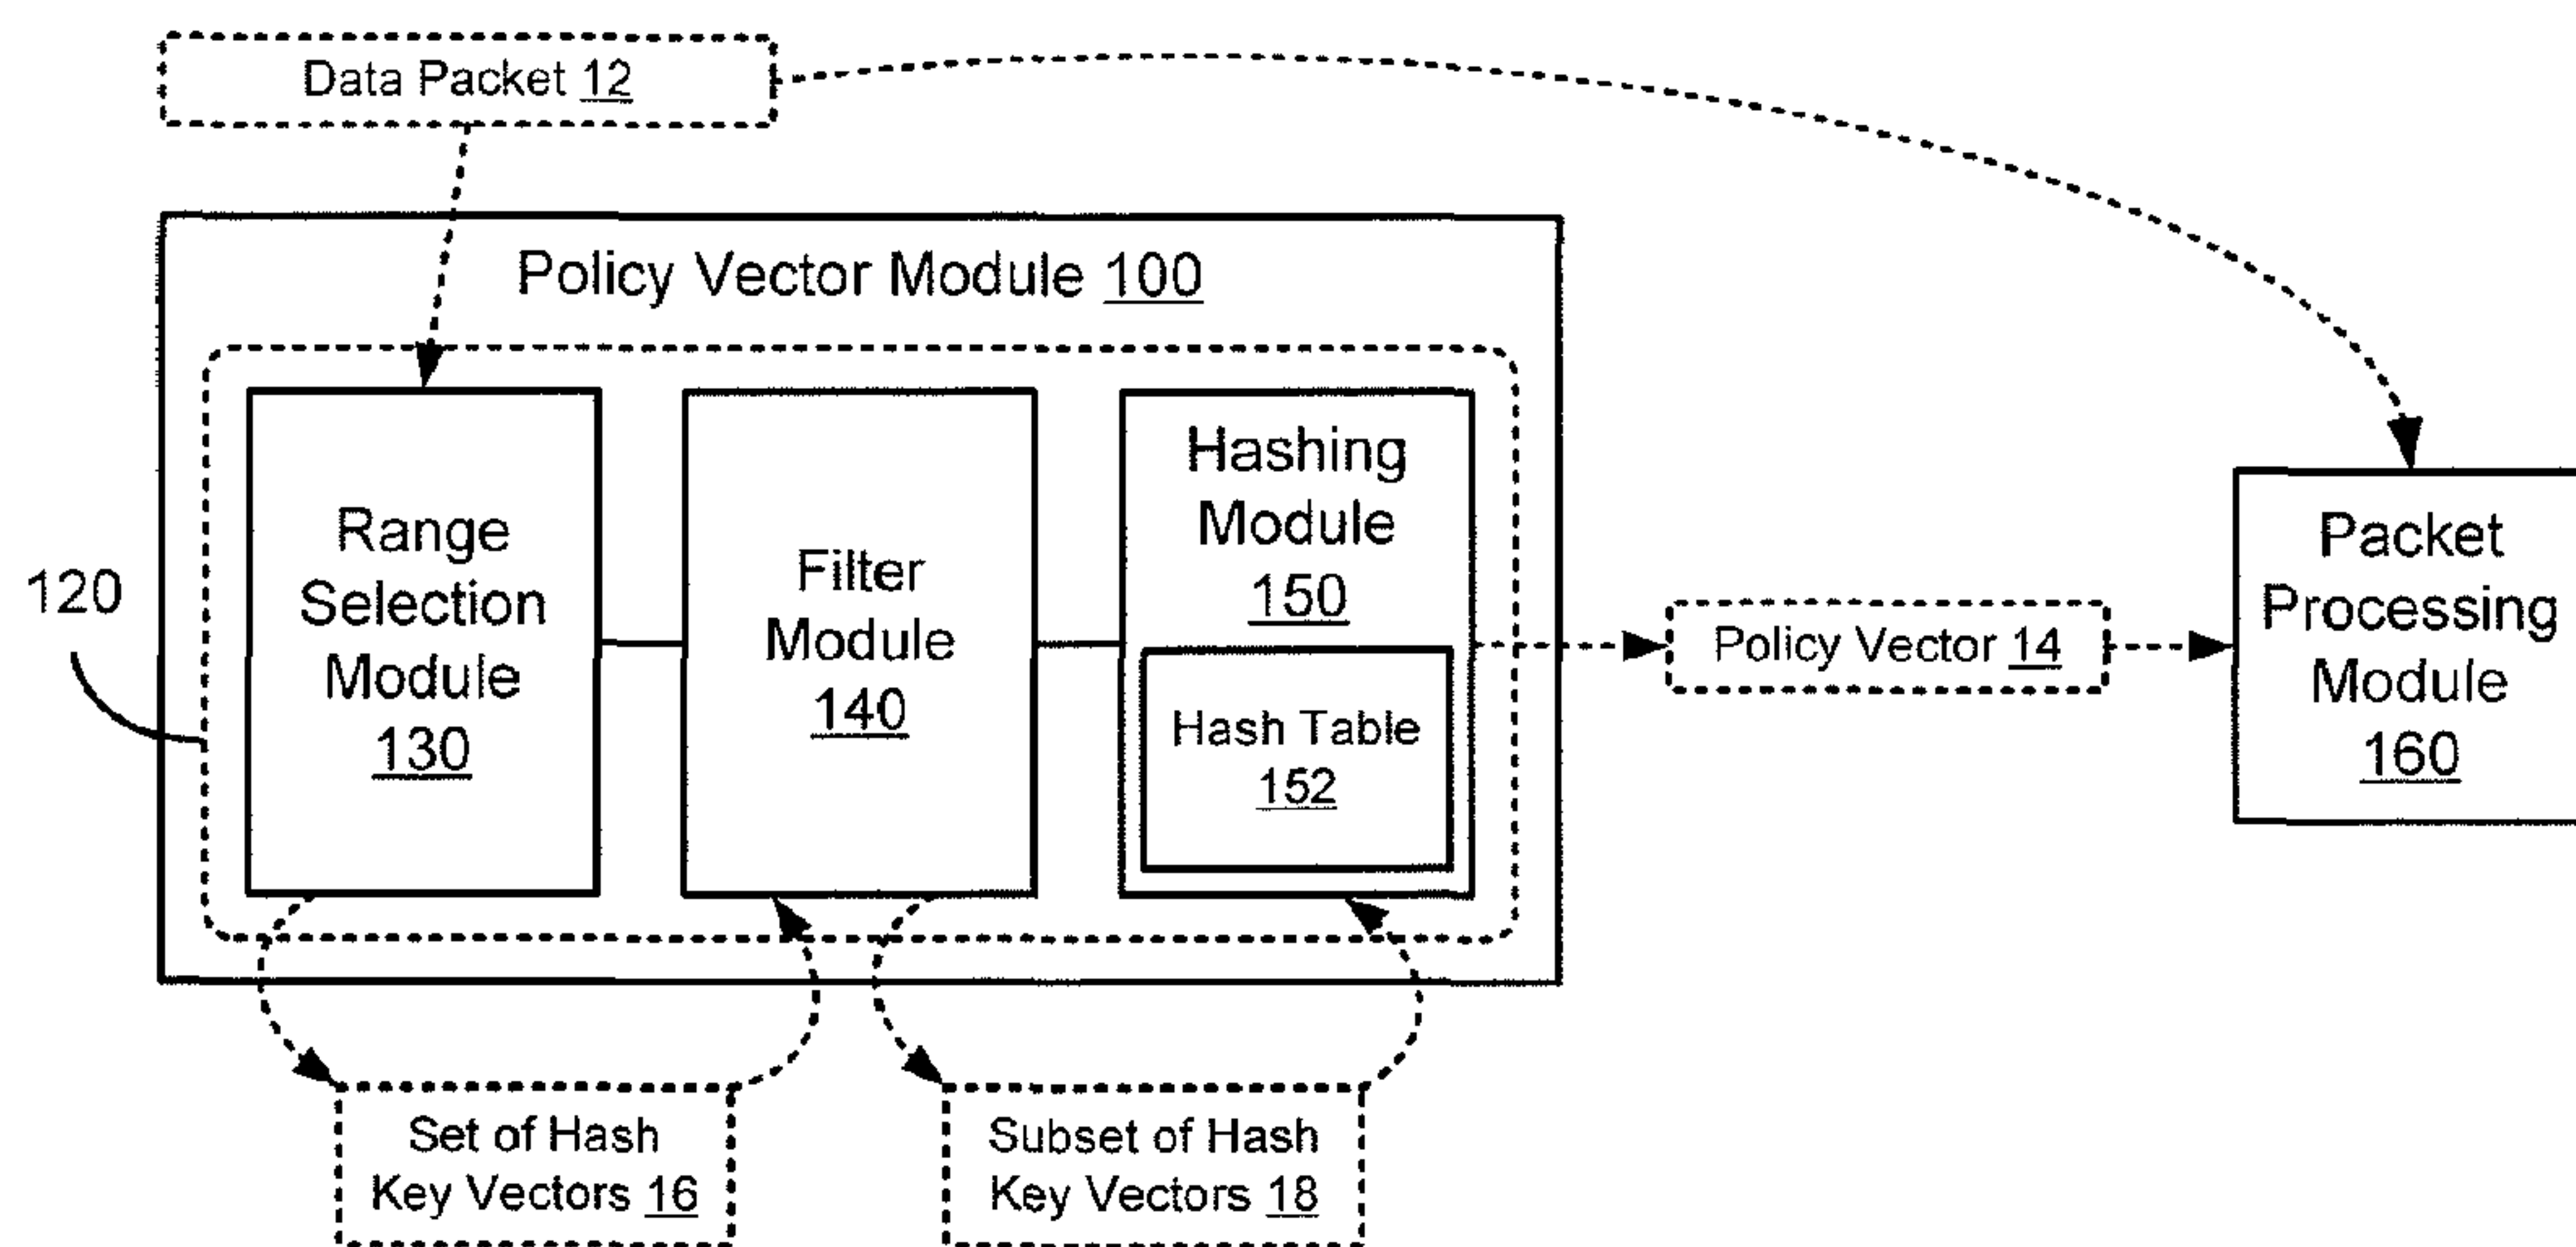 Data Packet 12
Policy Vector Module 100
120
Range
Selection
Module
130
Filter
Module
140
Hashing
Module
150
Hash Table
152
Policy Vector 14
Packet
Processing
Module
160
Set of Hash
Key Vectors 16
Subset of Hash
Key Vectors 18